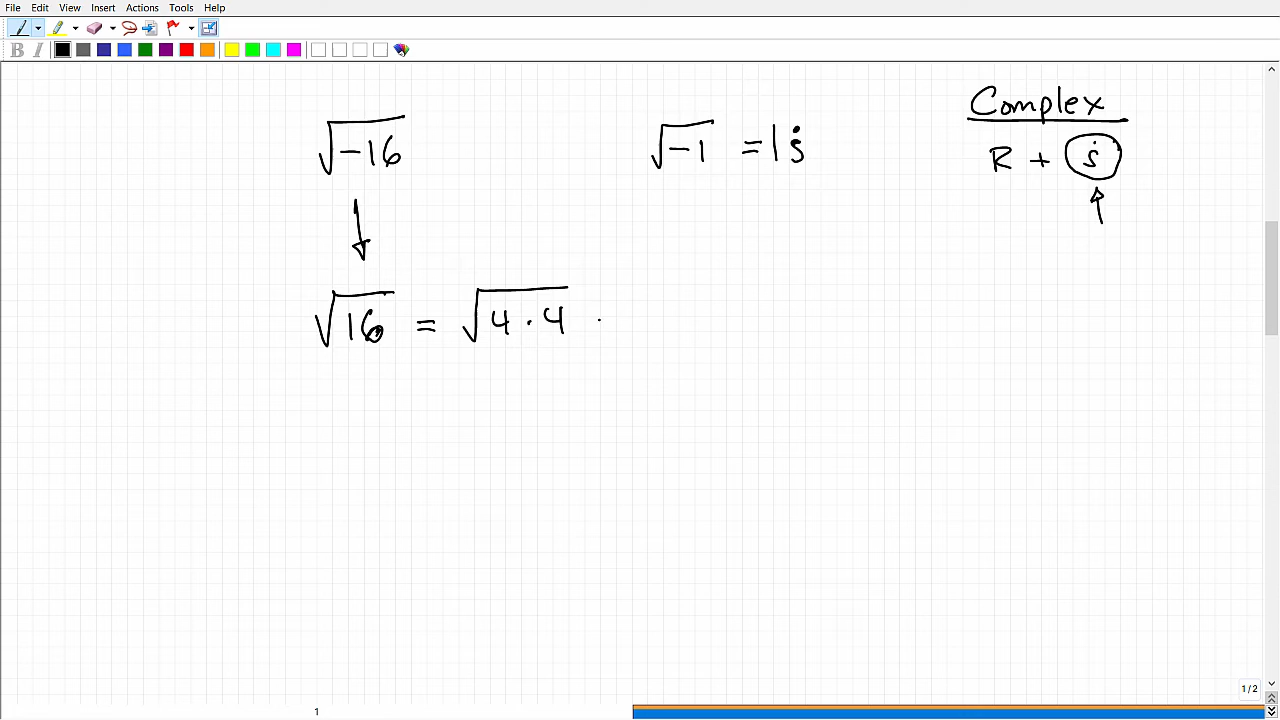 File Edit View Insert Actions Tools Help
B I
Complex
√-16
√-1 = 1i
R + i
√16 = √4·4 ·
1/2
1